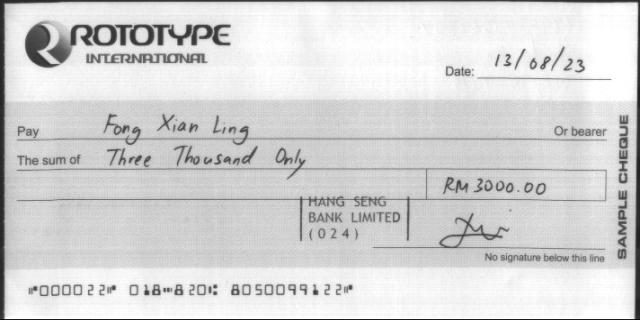 ROTOTYPE
INTERNATIONAL
Date: 13/08/23
Pay Fong Xian Ling Or bearer
The sum of Three Thousand Only
RM 3000.00
HANG SENG
BANK LIMITED
(024)
No signature below this line
SAMPLE CHEQUE
⑈000022⑈ 018⑉820⑆ 8050099122⑈